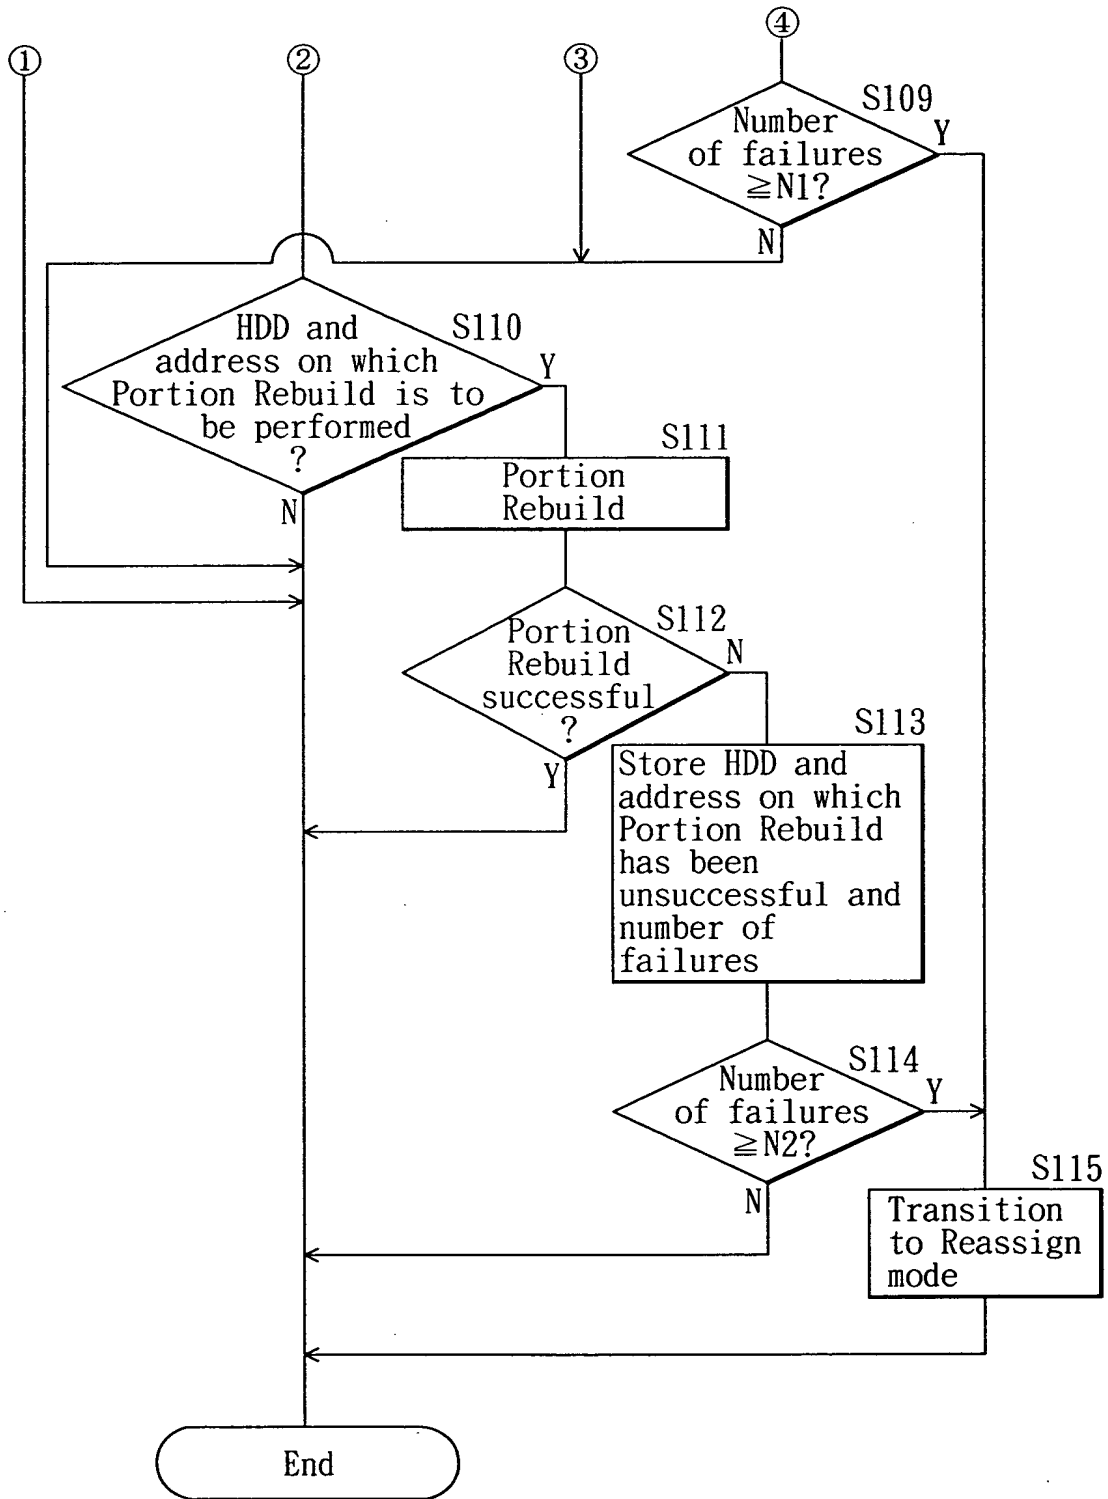 ④
① ② ③
S109
Number
of failures
≧N1?
Y
N
HDD and
address on which
Portion Rebuild is to
be performed
?
S110
Y
N
S111
Portion
Rebuild
S112
Portion
Rebuild
successful
?
N
Y
S113
Store HDD and
address on which
Portion Rebuild
has been
unsuccessful and
number of
failures
S114
Number
of failures
≧N2?
Y
N
S115
Transition
to Reassign
mode
End